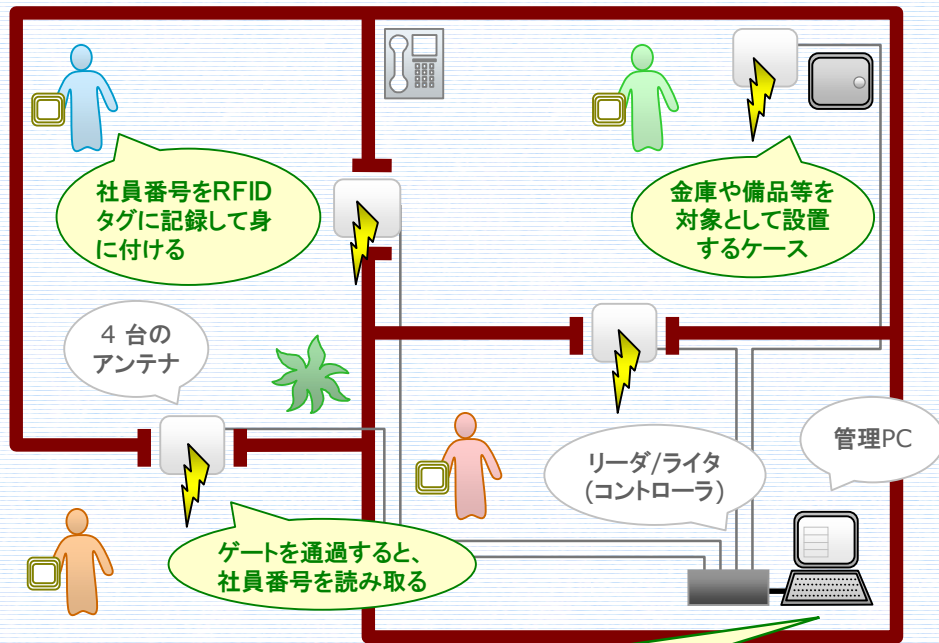 社員番号をRFID
タグに記録して身
に付ける
金庫や備品等を
対象として設置
するケース
4 台の
アンテナ
管理PC
リーダ/ライタ
(コントローラ)
ゲートを通過すると、
社員番号を読み取る